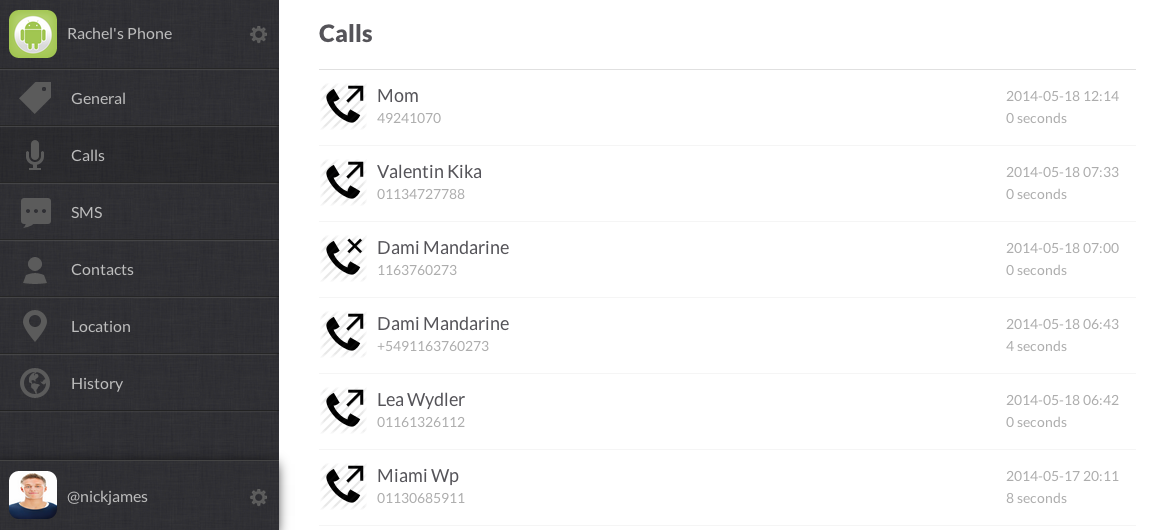 Rachel's Phone
General
Calls
SMS
Contacts
Location
History
@nickjames
Calls
Mom
49241070
2014-05-18 12:14
0 seconds
Valentin Kika
01134727788
2014-05-18 07:33
0 seconds
Dami Mandarine
1163760273
2014-05-18 07:00
0 seconds
Dami Mandarine
+5491163760273
2014-05-18 06:43
4 seconds
Lea Wydler
01161326112
2014-05-18 06:42
0 seconds
Miami Wp
01130685911
2014-05-17 20:11
8 seconds